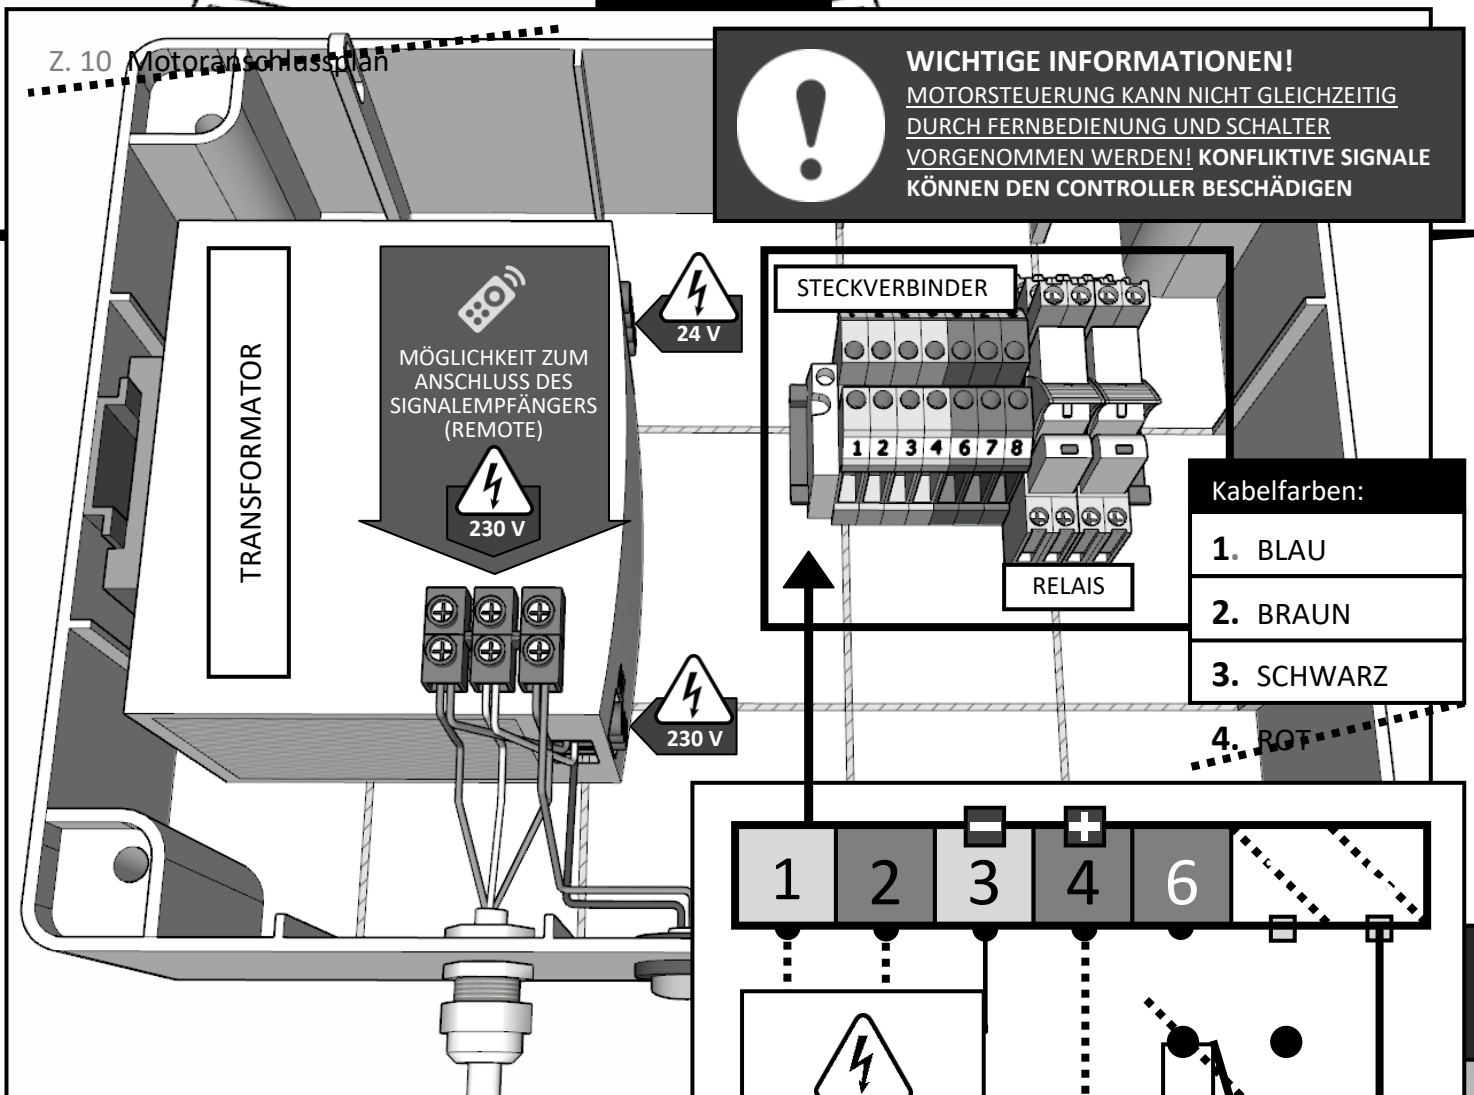 Z. 10 Motoranschlussplan
WICHTIGE INFORMATIONEN!
MOTORSTEUERUNG KANN NICHT GLEICHZEITIG
DURCH FERNBEDIENUNG UND SCHALTER
VORGENOMMEN WERDEN! KONFLIKTIVE SIGNALE
KÖNNEN DEN CONTROLLER BESCHÄDIGEN
TRANSFORMATOR
MÖGLICHKEIT ZUM
ANSCHLUSS DES
SIGNALEMPFÄNGERS
(REMOTE)
230 V
24 V
230 V
STECKVERBINDER
1 2 3 4 6 7 8
RELAIS
Kabelfarben:
1. BLAU
2. BRAUN
3. SCHWARZ
4. ROT
− +
1 2 3 4 6